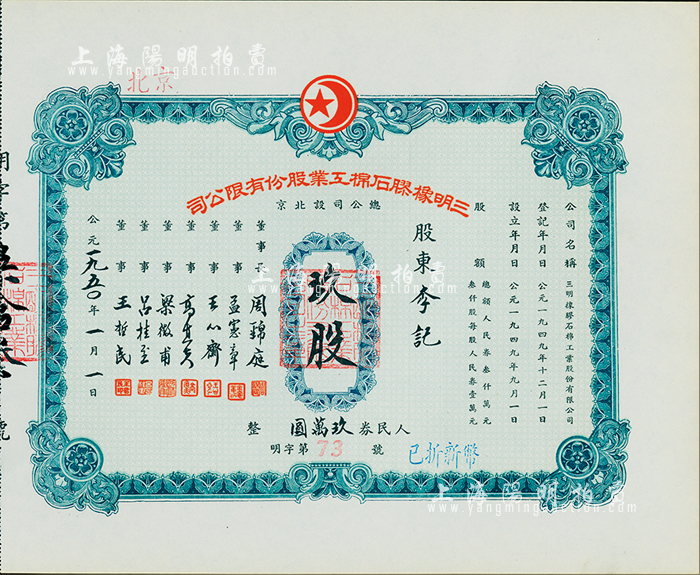 上海陽明拍賣
www.yangmingauction.com
北京
三明橡膠石棉工業股份有限公司
總公司設北京
公司名稱 三明橡膠石棉工業股份有限公司
登記年月日 公元一九四九年十二月一日
設立年月日 公元一九四九年九月一日
股額 總額人民券叁仟萬元
叁仟股每股人民券壹萬元
股東李記
玖股
人民券玖萬圓整
明字第73號
已折新幣
董事長 周錦庭
董事 孟憲章
董事 王心齊
董事
董事 梁徽甫
董事 呂桂至
董事 王哲民
公元一九五〇年一月一日
上海陽明拍賣
www.yangmingauction.com